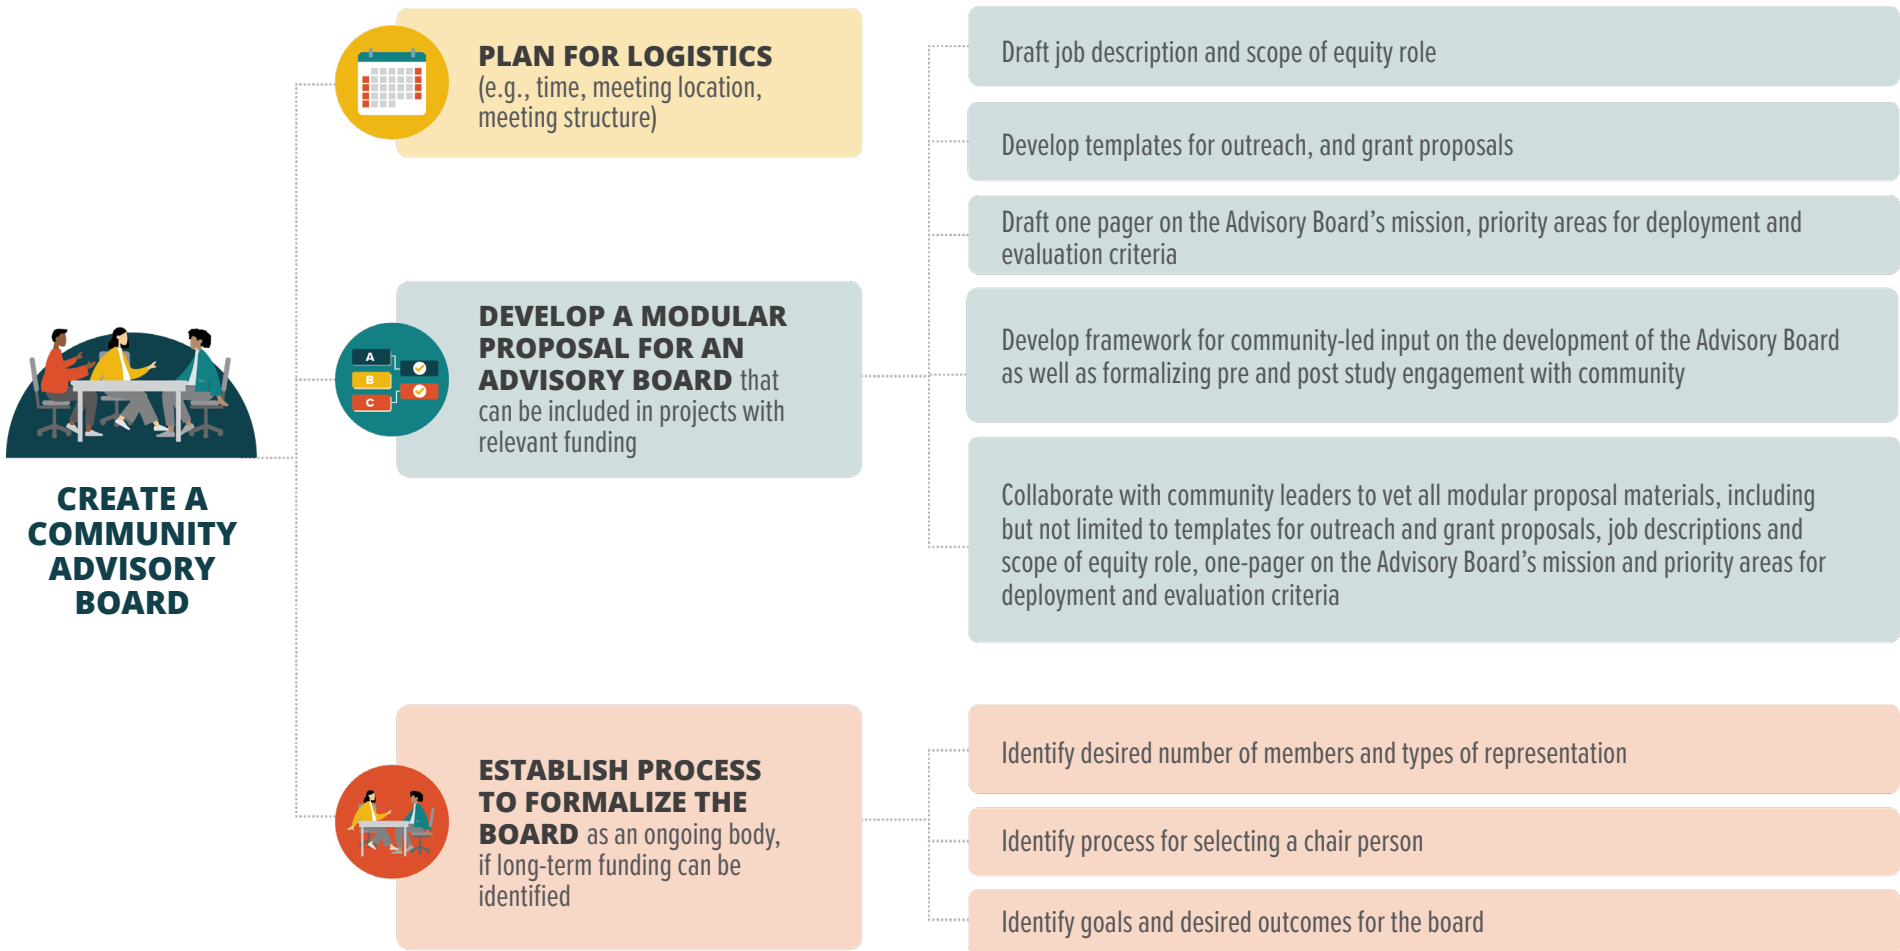 CREATE A
COMMUNITY
ADVISORY
BOARD
PLAN FOR LOGISTICS
(e.g., time, meeting location,
meeting structure)
A
B
C
DEVELOP A MODULAR
PROPOSAL FOR AN
ADVISORY BOARD that
can be included in projects with
relevant funding
Draft job description and scope of equity role
Develop templates for outreach, and grant proposals
Draft one pager on the Advisory Board’s mission, priority areas for deployment and
evaluation criteria
Develop framework for community-led input on the development of the Advisory Board
as well as formalizing pre and post study engagement with community
Collaborate with community leaders to vet all modular proposal materials, including
but not limited to templates for outreach and grant proposals, job descriptions and
scope of equity role, one-pager on the Advisory Board’s mission and priority areas for
deployment and evaluation criteria
ESTABLISH PROCESS
TO FORMALIZE THE
BOARD as an ongoing body,
if long-term funding can be
identified
Identify desired number of members and types of representation
Identify process for selecting a chair person
Identify goals and desired outcomes for the board